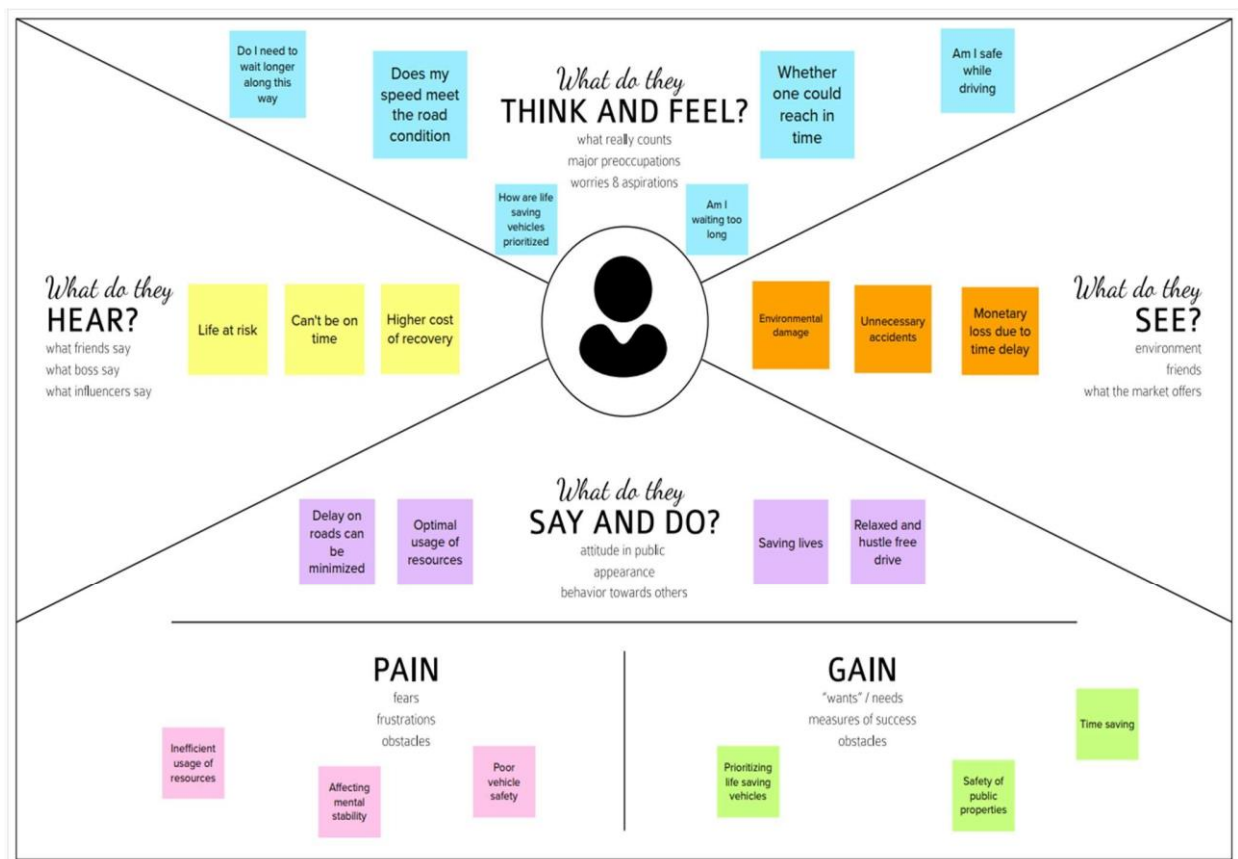 Do I need to
wait longer
along this
way
Does my
speed meet
the road
condition
What do they
THINK AND FEEL?
what really counts
major preoccupations
worries & aspirations
Whether
one could
reach in
time
Am I safe
while
driving
How are life
saving
vehicles
prioritized
Am I
waiting too
long
What do they
HEAR?
what friends say
what boss say
what influencers say
Life at risk
Can't be on
time
Higher cost
of recovery
Environmental
damage
Unnecessary
accidents
Monetary
loss due to
time delay
What do they
SEE?
environment
friends
what the market offers
Delay on
roads can
be
minimized
Optimal
usage of
resources
What do they
SAY AND DO?
attitude in public
appearance
behavior towards others
Saving lives
Relaxed and
hustle free
drive
PAIN
fears
frustrations
obstacles
Inefficient
usage of
resources
Affecting
mental
stability
Poor
vehicle
safety
GAIN
"wants" / needs
measures of success
obstacles
Prioritizing
life saving
vehicles
Safety of
public
properties
Time saving